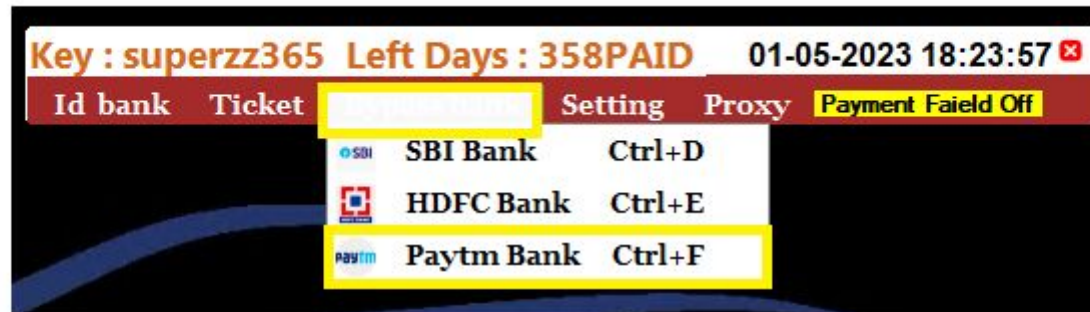 Key : superzz365 Left Days : 358PAID 01-05-2023 18:23:57
Id bank Ticket Setting Proxy Payment Faield Off
SBI SBI Bank Ctrl+D
HDFC Bank Ctrl+E
paytm Paytm Bank Ctrl+F